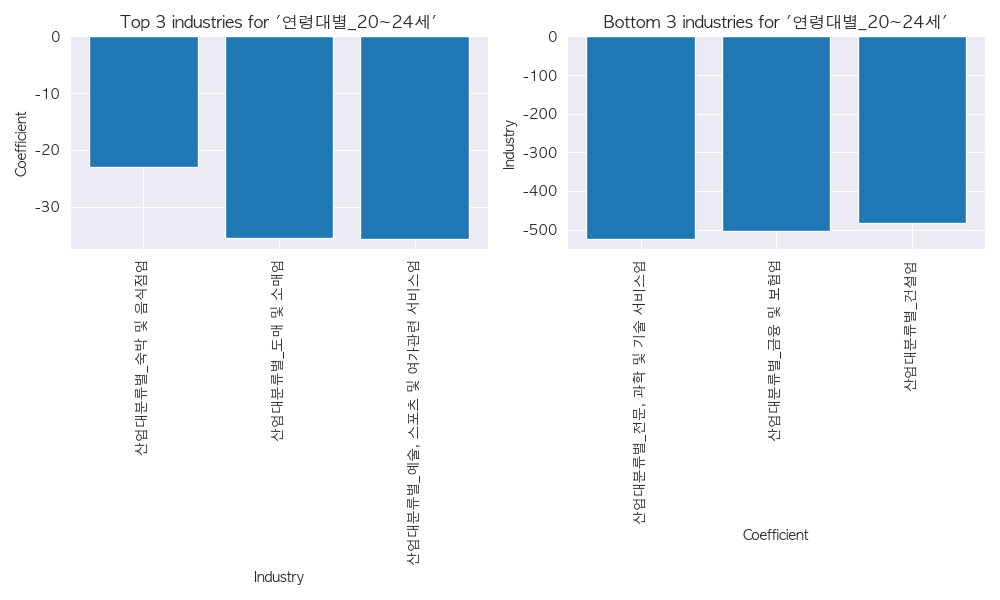 Top 3 industries for '연령대별_20~24세'
Coefficient
0
-10
-20
-30
산업대분류별_숙박 및 음식점업
산업대분류별_도매 및 소매업
산업대분류별_예술, 스포츠 및 여가관련 서비스업
Industry
Bottom 3 industries for '연령대별_20~24세'
Industry
0
-100
-200
-300
-400
-500
산업대분류별_전문, 과학 및 기술 서비스업
산업대분류별_금융 및 보험업
산업대분류별_건설업
Coefficient